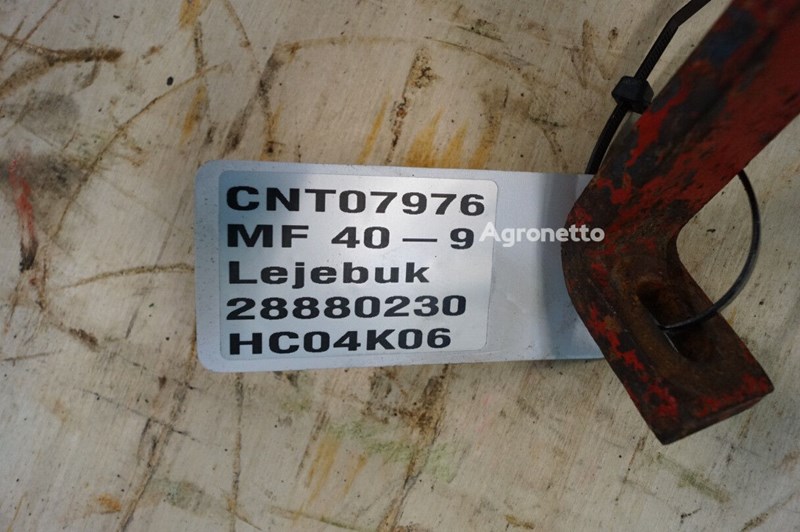 CNT07976
MF 40-9
Lejebuk
28880230
HC04K06
Agronetto